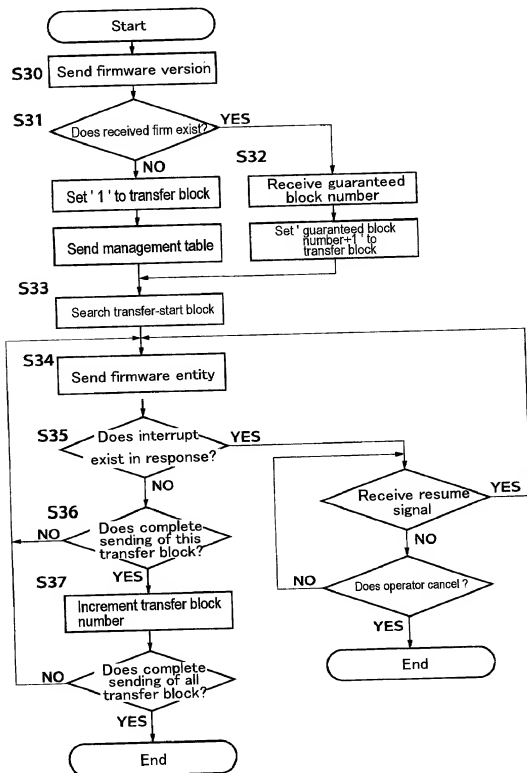 Start
S30
Send firmware version
S31
Does received firm exist?
YES
NO
S32
Set ' 1 ' to transfer block
Receive guaranteed
block number
Send management table
Set ' guaranteed block
number+1 ' to
transfer block
S33
Search transfer-start block
S34
Send firmware entity
S35
Does interrupt
exist in response?
YES
NO
Receive resume
signal
YES
NO
S36
Does complete
sending of this
transfer block?
NO
YES
Does operator cancel ?
NO
YES
End
S37
Increment transfer block
number
Does complete
sending of all
transfer block?
NO
YES
End